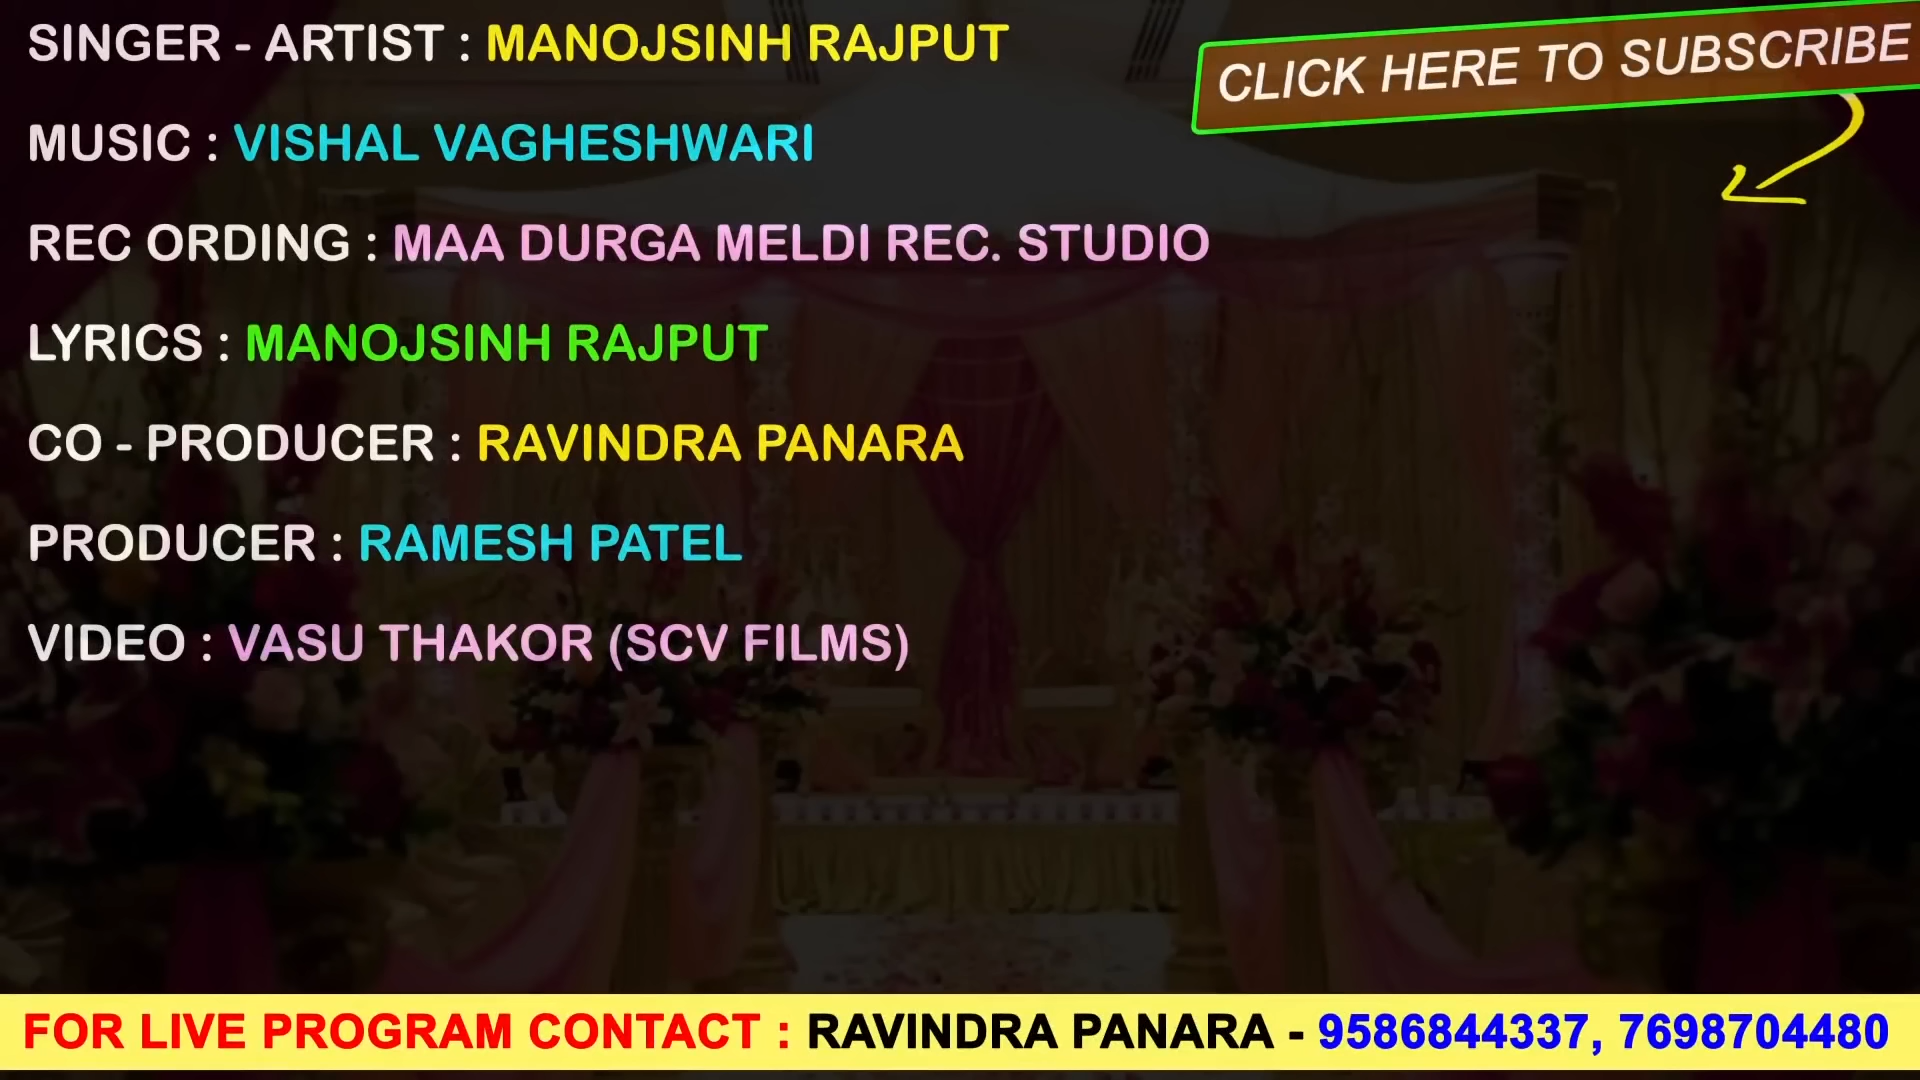 SINGER - ARTIST : MANOJSINH RAJPUT
CLICK HERE TO SUBSCRIBE
MUSIC : VISHAL VAGHESHWARI
REC ORDING : MAA DURGA MELDI REC. STUDIO
LYRICS : MANOJSINH RAJPUT
CO - PRODUCER : RAVINDRA PANARA
PRODUCER : RAMESH PATEL
VIDEO : VASU THAKOR (SCV FILMS)
FOR LIVE PROGRAM CONTACT : RAVINDRA PANARA - 9586844337, 7698704480